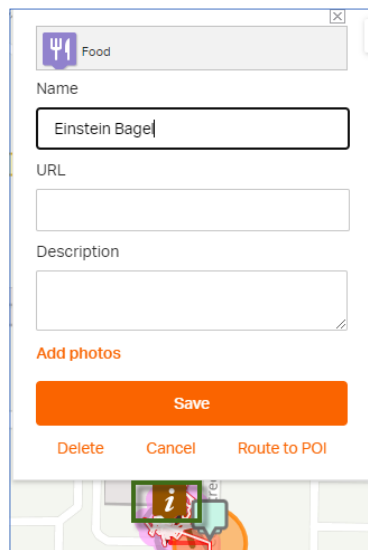 Food
Name
Einstein Bagel
URL
Description
Add photos
Save
Delete Cancel Route to POI
i